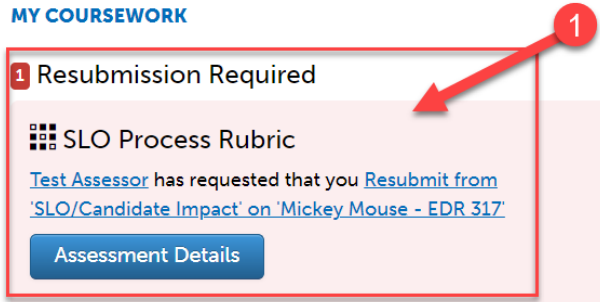 MY COURSEWORK
1
1 Resubmission Required
SLO Process Rubric
Test Assessor has requested that you Resubmit from
'SLO/Candidate Impact' on 'Mickey Mouse - EDR 317'
Assessment Details